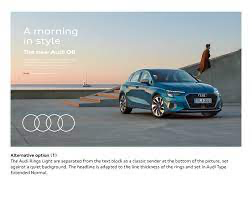 A morning
in style
The new Audi O8
Alternative option (1)
The Audi Rings Light are separated from the text block as a classic sender at the bottom of the picture, set
against a quiet background. The headline is adapted to the line thickness of the rings and set in Audi Type
Extended Normal.